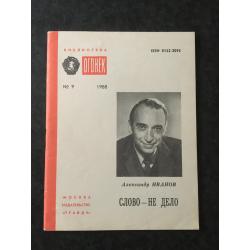 БИБЛИОТЕКА
ОГОНЁК
№ 9 1988
МОСКВА
ИЗДАТЕЛЬСТВО
«ПРАВДА»
ISSN 0132-2095
Александр ИВАНОВ
СЛОВО — НЕ ДЕЛО